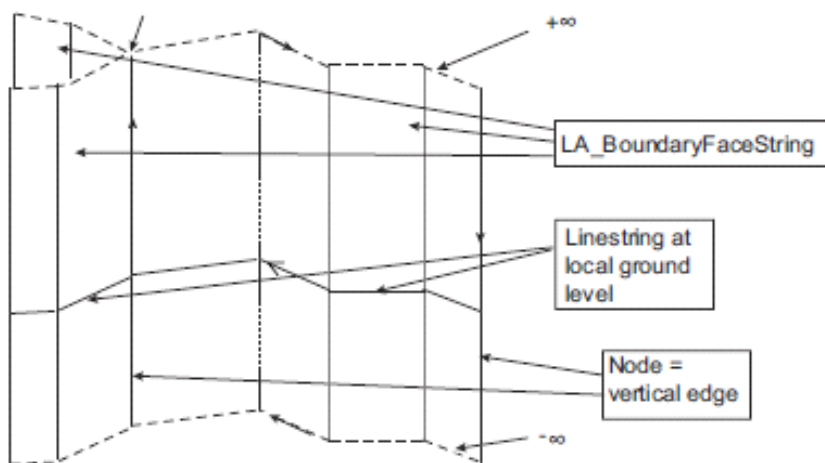 +∞
LA_BoundaryFaceString
Linestring at
local ground
level
Node =
vertical edge
-∞